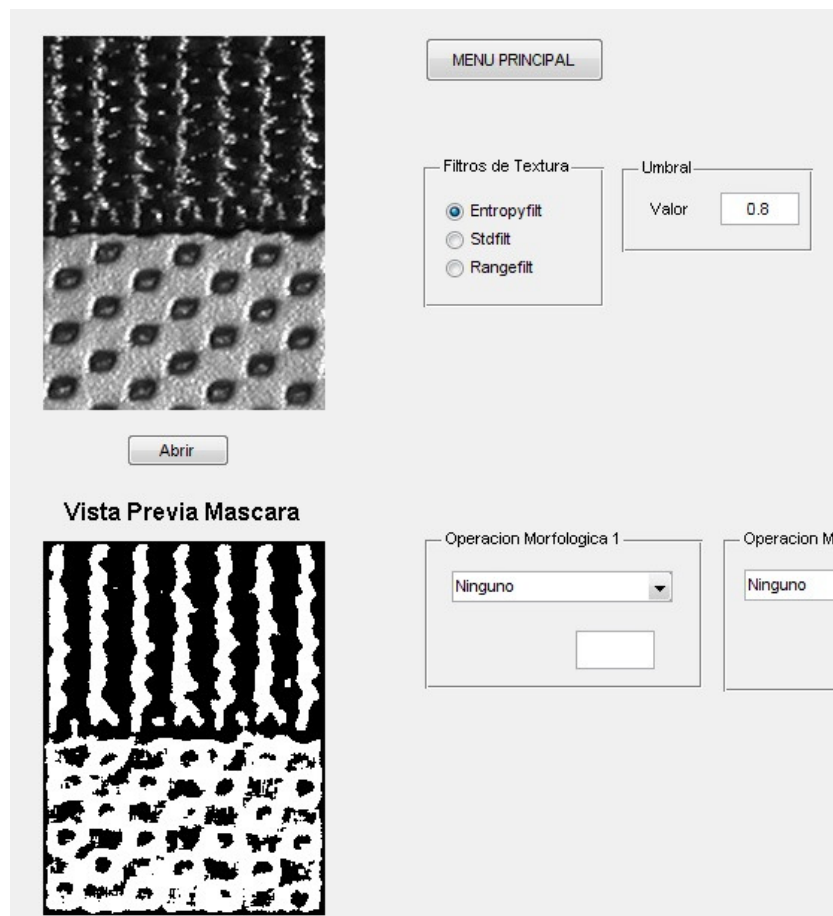 MENU PRINCIPAL
Filtros de Textura
Entropyfilt
Stdfilt
Rangefilt
Umbral
Valor 0.8
Abrir
Vista Previa Mascara
Operacion Morfologica 1
Ninguno
Operacion M
Ninguno